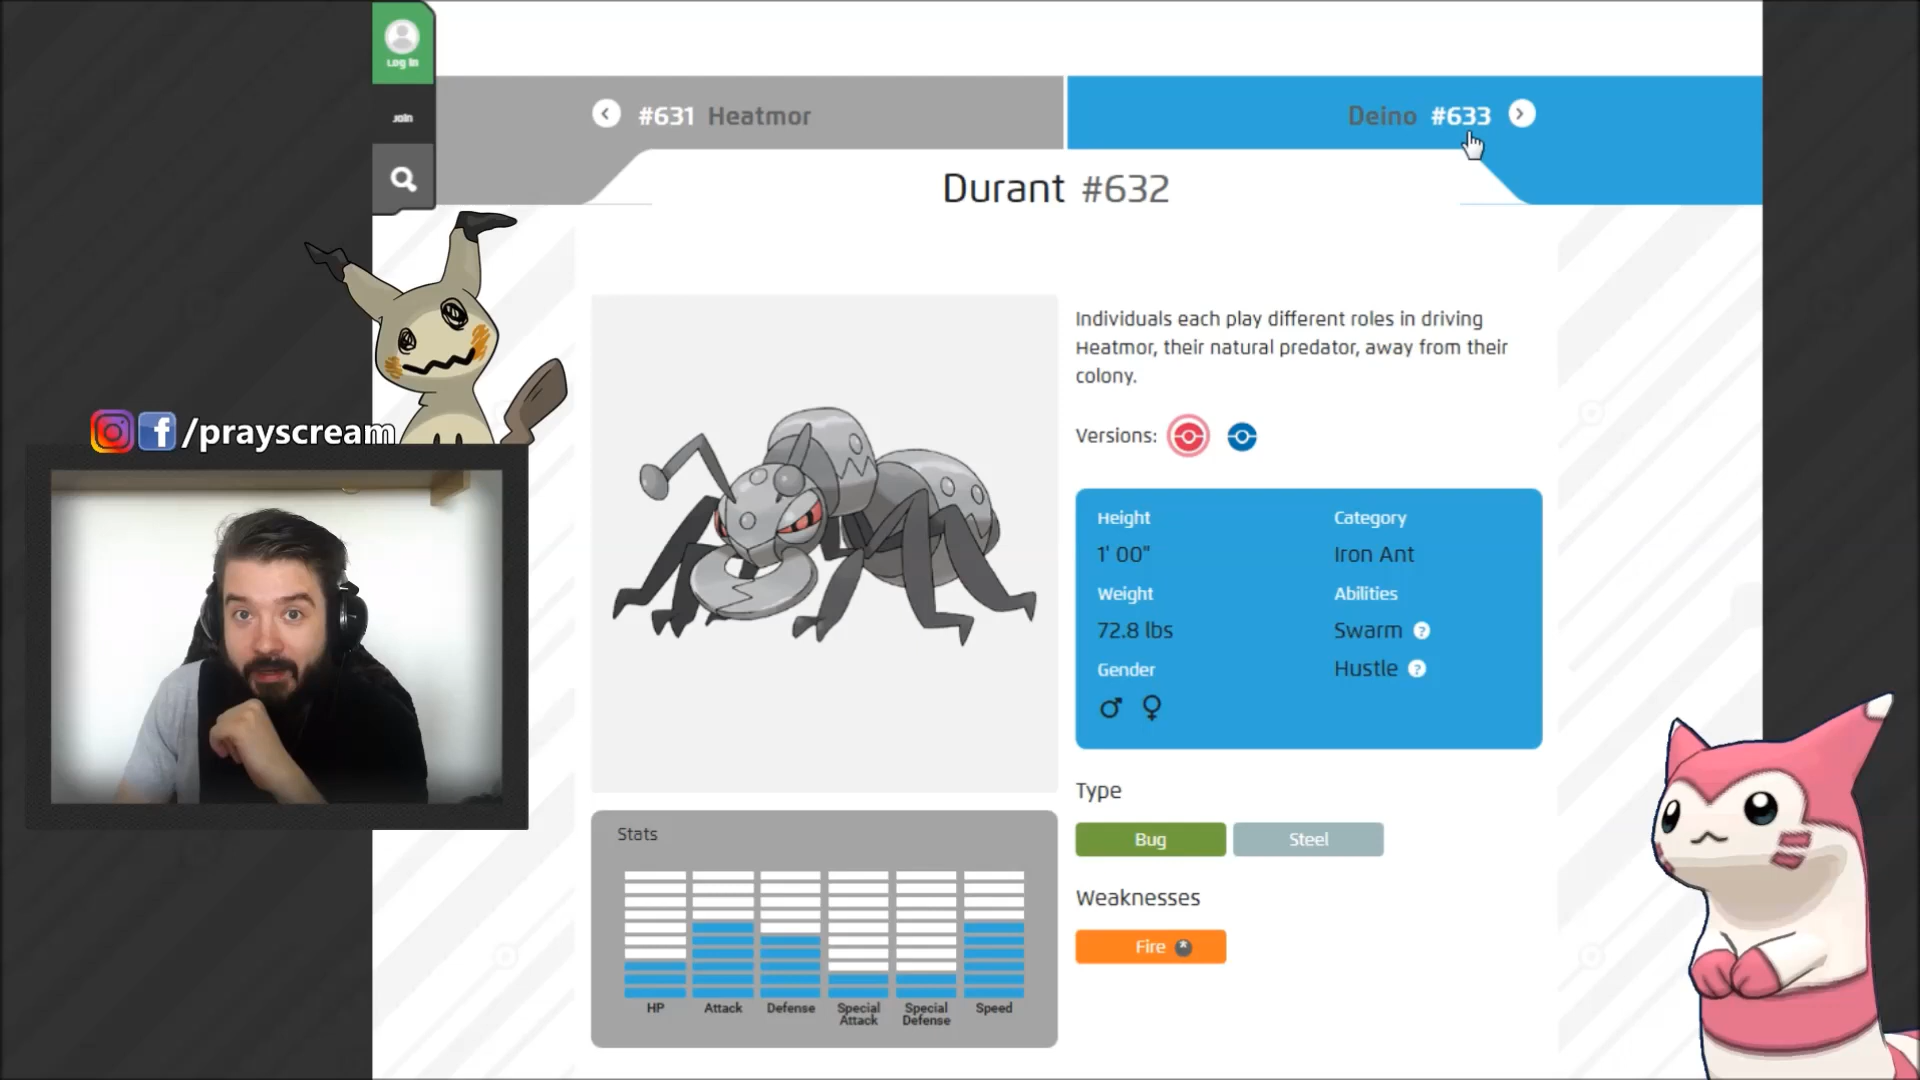 Log In
Join
#631 Heatmor
Deino #633
Durant #632
Individuals each play different roles in driving
Heatmor, their natural predator, away from their
colony.
Versions:
Height
1' 00"
Weight
72.8 lbs
Gender
Category
Iron Ant
Abilities
Swarm ?
Hustle ?
Type
Bug Steel
Weaknesses
Fire *
Stats
HP Attack Defense Special Attack Special Defense Speed
f /prayscream